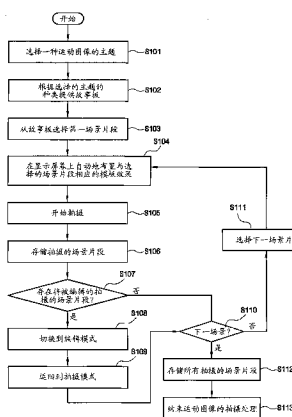 开始
选择一种运动图像的主题
S101
根据选择的主题的
种类提供故事板
S102
从故事板选择第一场景片段
S103
S104
在显示屏幕上自动地布置与选
择的场景片段相应的模板效果
开始拍摄
S105
存储拍摄的场景片段
S106
S107
存在将被编辑的拍
摄的场景片段?
否
是
S108
切换到编辑模式
S109
返回到拍摄模式
S110
下一场景?
否
是
S111
选择下一场景片
存储所有拍摄的场景片段
S112
结束运动图像的拍摄处理
S113